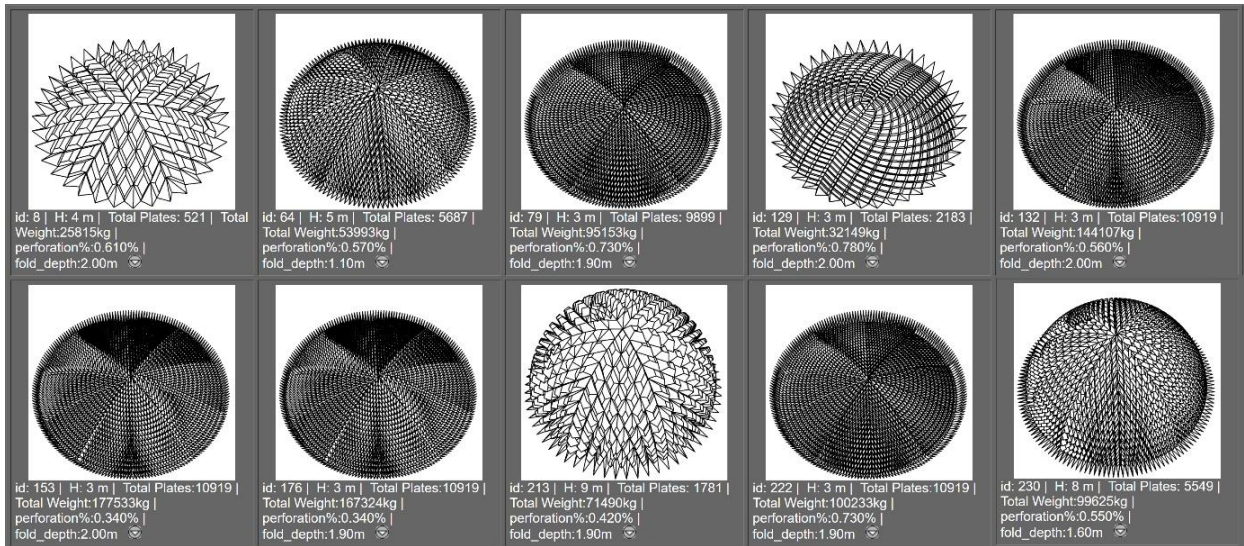 id: 8 | H: 4 m | Total Plates: 521 | Total
Weight:25815kg |
perforation%:0.610% |
fold_depth:2.00m
id: 64 | H: 5 m | Total Plates: 5687 |
Total Weight:53993kg |
perforation%:0.570% |
fold_depth:1.10m
id: 79 | H: 3 m | Total Plates: 9899 |
Total Weight:95153kg |
perforation%:0.730% |
fold_depth:1.90m
id: 129 | H: 3 m | Total Plates: 2183 |
Total Weight:32149kg |
perforation%:0.780% |
fold_depth:2.00m
id: 132 | H: 3 m | Total Plates:10919 |
Total Weight:144107kg |
perforation%:0.560% |
fold_depth:2.00m
id: 153 | H: 3 m | Total Plates:10919 |
Total Weight:177533kg |
perforation%:0.340% |
fold_depth:2.00m
id: 176 | H: 3 m | Total Plates:10919 |
Total Weight:167324kg |
perforation%:0.340% |
fold_depth:1.90m
id: 213 | H: 9 m | Total Plates: 1781 |
Total Weight:71490kg |
perforation%:0.420% |
fold_depth:1.90m
id: 222 | H: 3 m | Total Plates:10919 |
Total Weight:100233kg |
perforation%:0.730% |
fold_depth:1.90m
id: 230 | H: 8 m | Total Plates: 5549 |
Total Weight:99625kg |
perforation%:0.550% |
fold_depth:1.60m